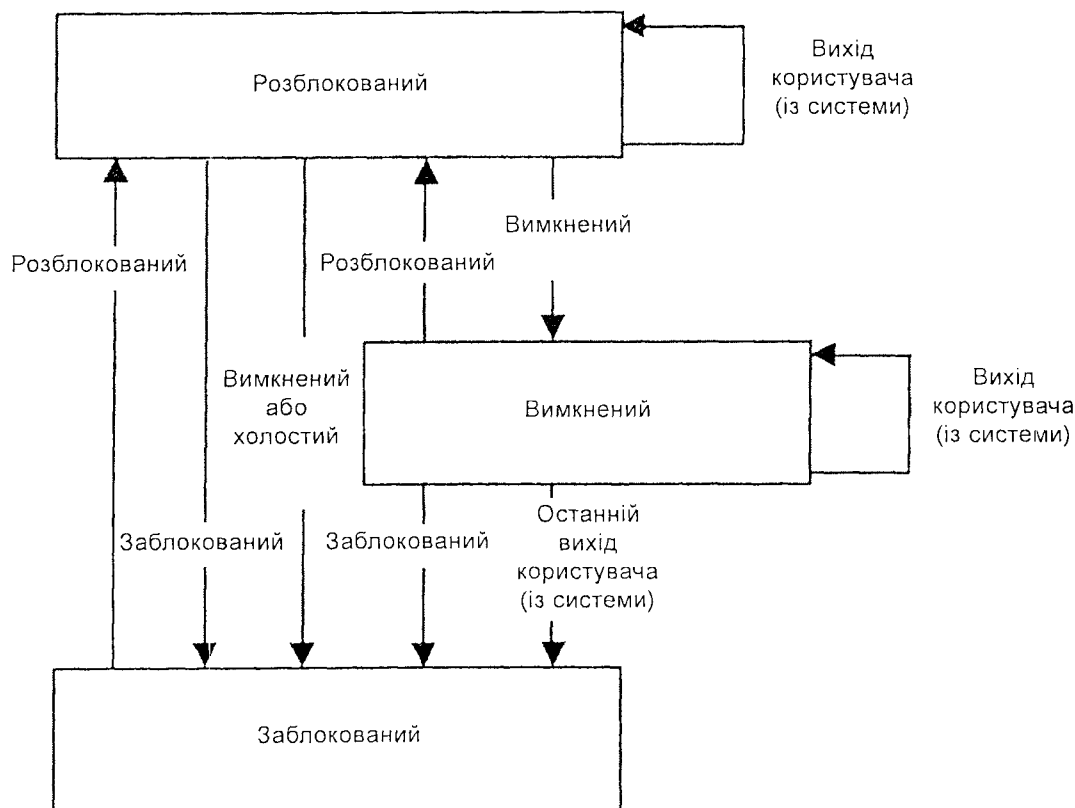 Розблокований
Вихід
користувача
(із системи)
Вимкнений
Розблокований
Розблокований
Вимкнений
або
холостий
Вимкнений
Вихід
користувача
(із системи)
Заблокований
Заблокований
Останній
вихід
користувача
(із системи)
Заблокований